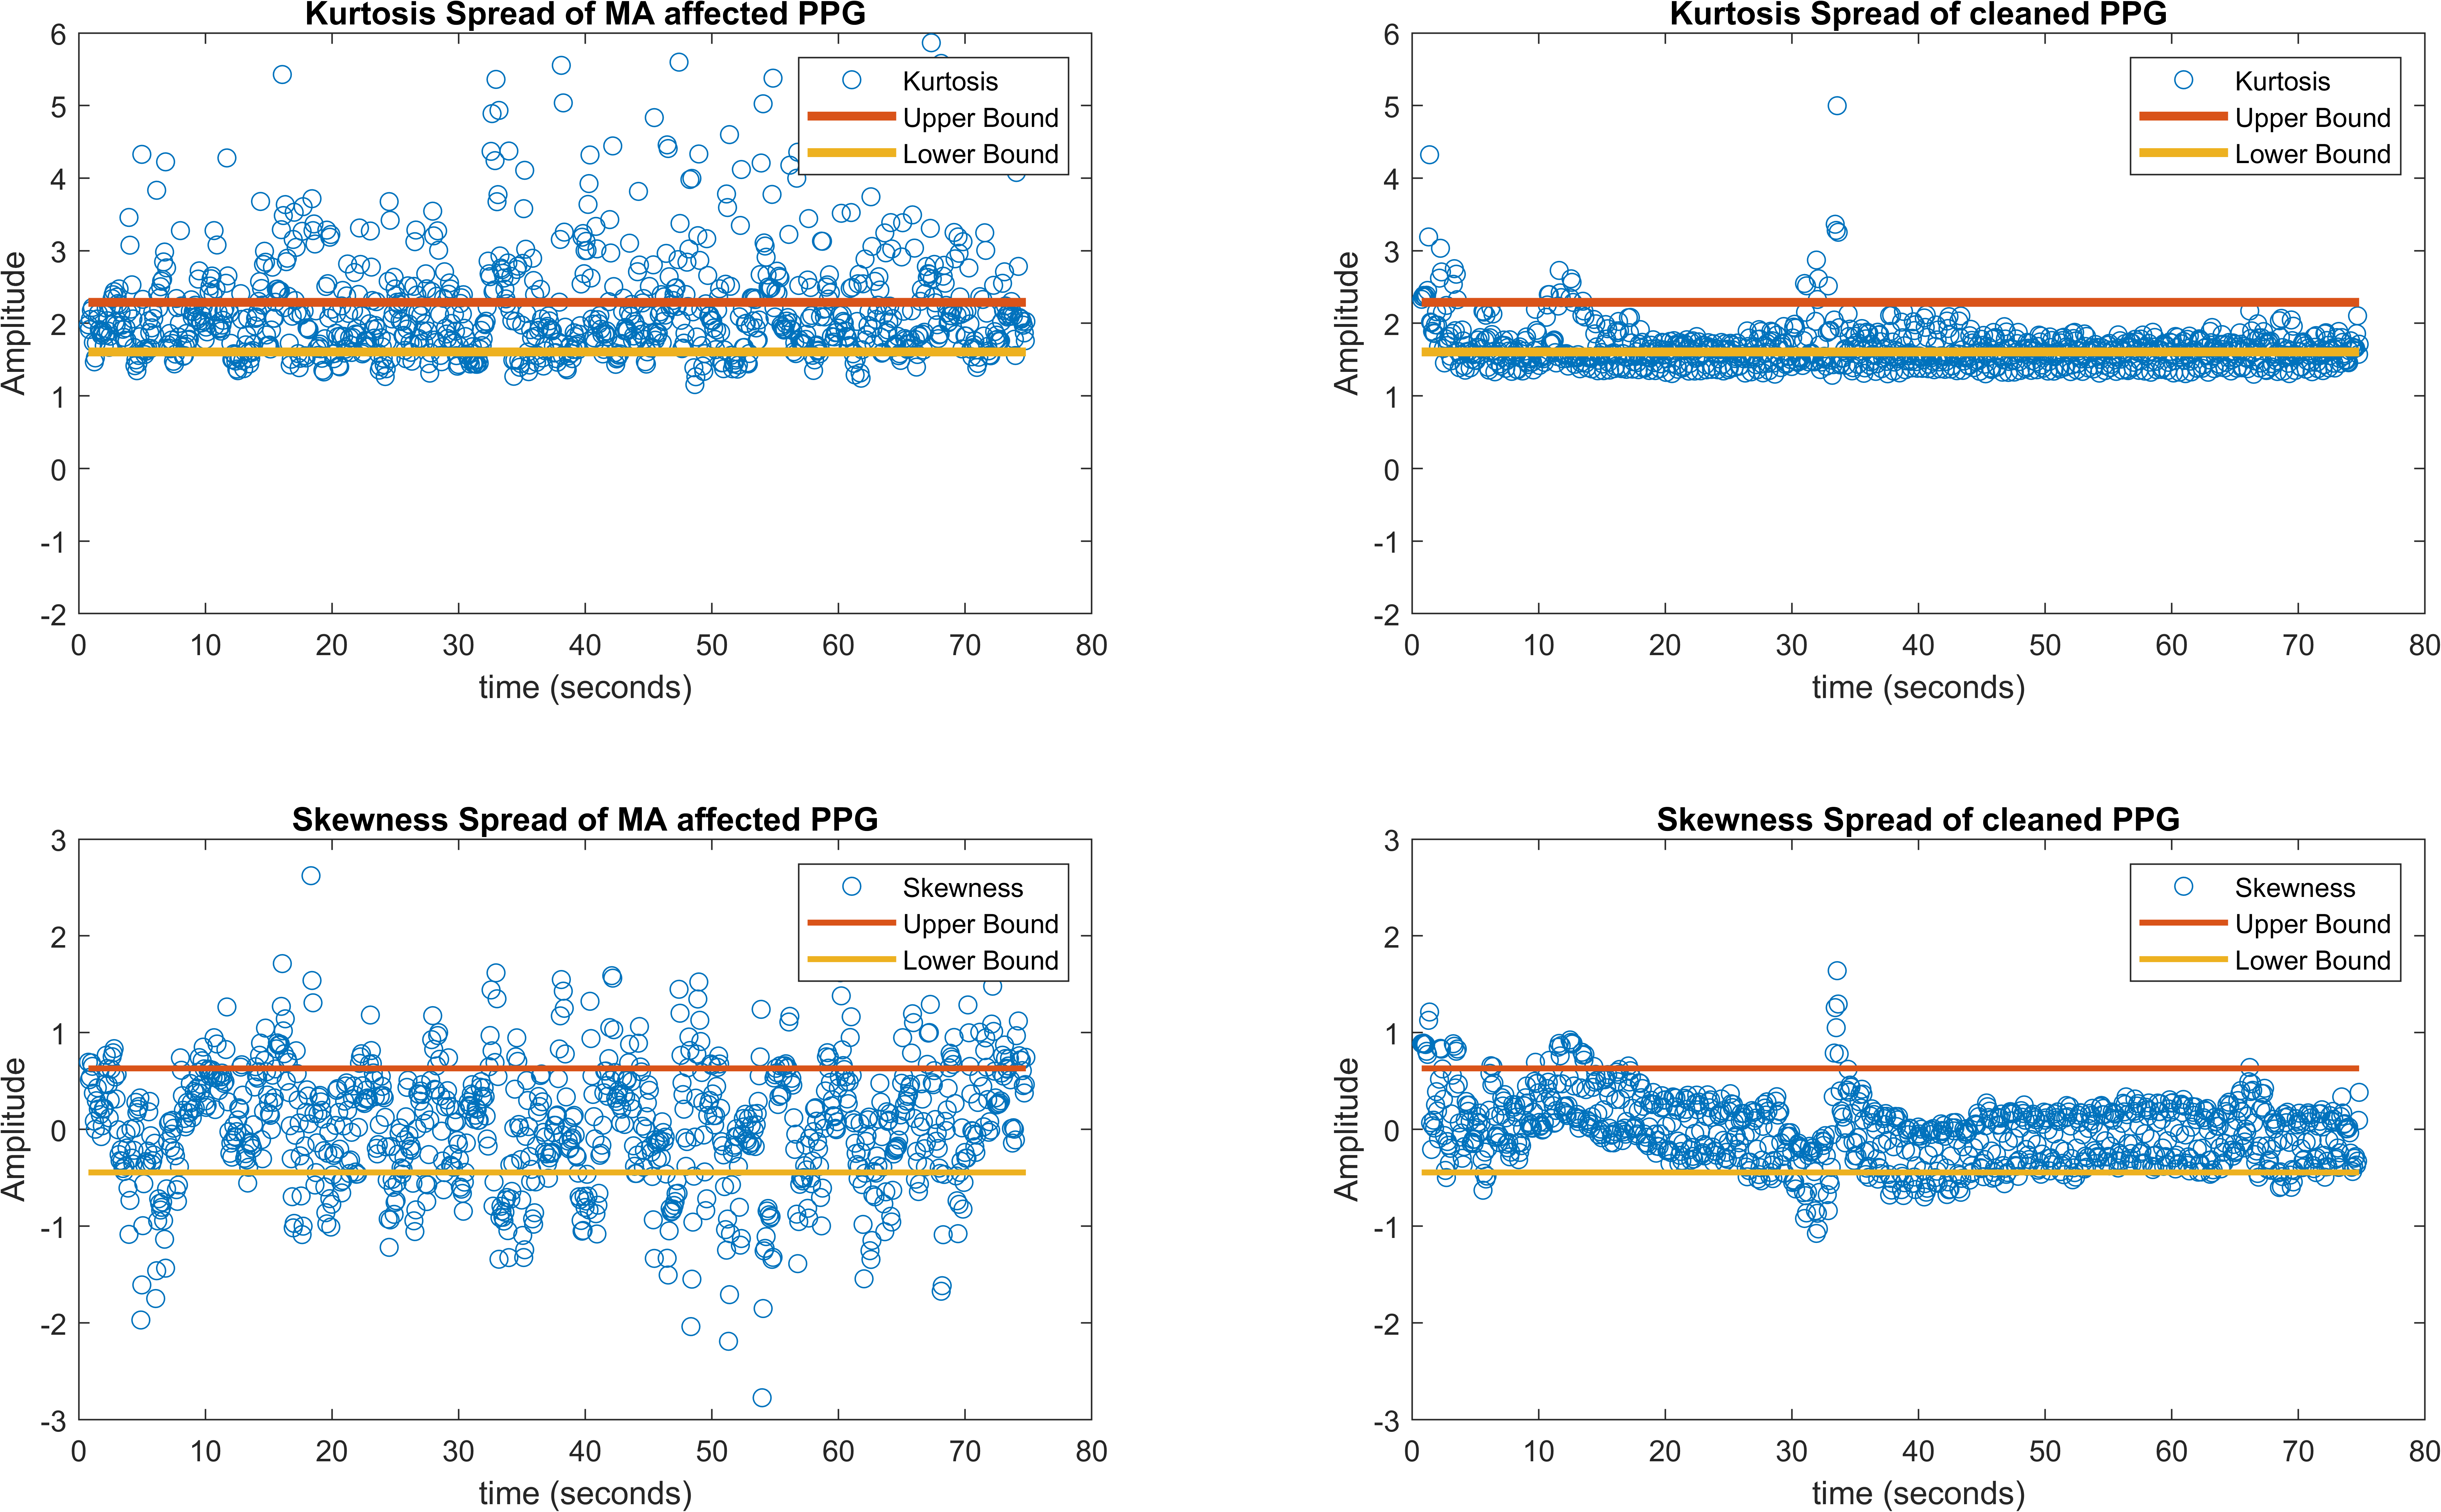 Kurtosis Spread of MA affected PPG
6
5
4
3
2
1
0
-1
-2
Amplitude
Kurtosis
Upper Bound
Lower Bound
0 10 20 30 40 50 60 70 80
time (seconds)
Kurtosis Spread of cleaned PPG
6
5
4
3
2
1
0
-1
-2
Amplitude
Kurtosis
Upper Bound
Lower Bound
0 10 20 30 40 50 60 70 80
time (seconds)
Skewness Spread of MA affected PPG
3
2
1
0
-1
-2
-3
Amplitude
Skewness
Upper Bound
Lower Bound
0 10 20 30 40 50 60 70 80
time (seconds)
Skewness Spread of cleaned PPG
3
2
1
0
-1
-2
-3
Amplitude
Skewness
Upper Bound
Lower Bound
0 10 20 30 40 50 60 70 80
time (seconds)